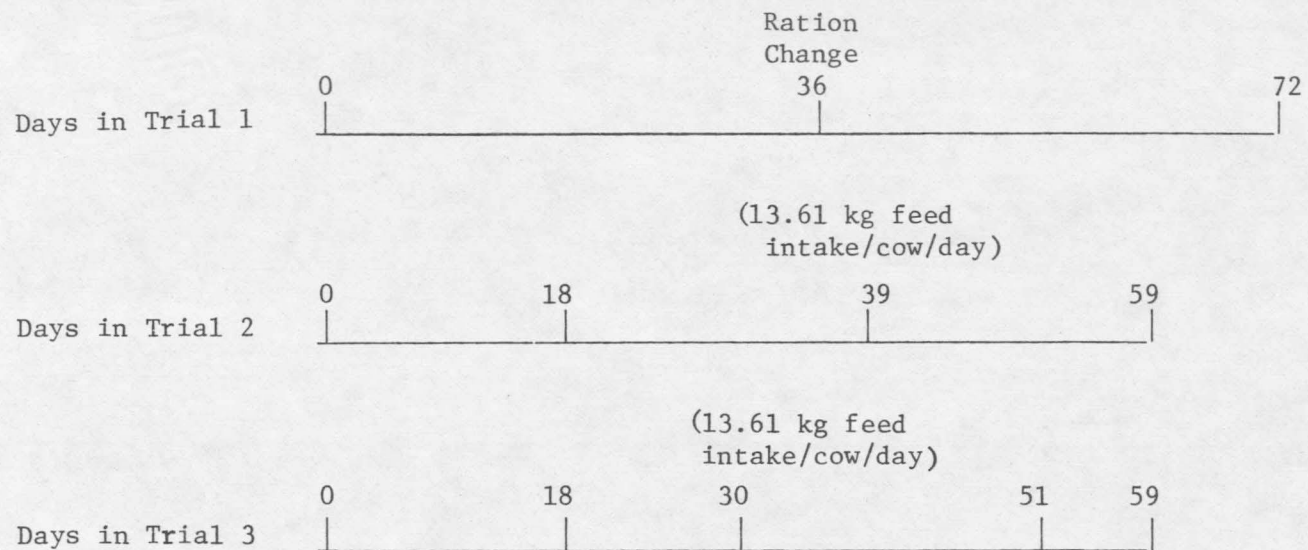 Ration
Change
0 36 72
Days in Trial 1
(13.61 kg feed
intake/cow/day)
0 18 39 59
Days in Trial 2
(13.61 kg feed
intake/cow/day)
0 18 30 51 59
Days in Trial 3